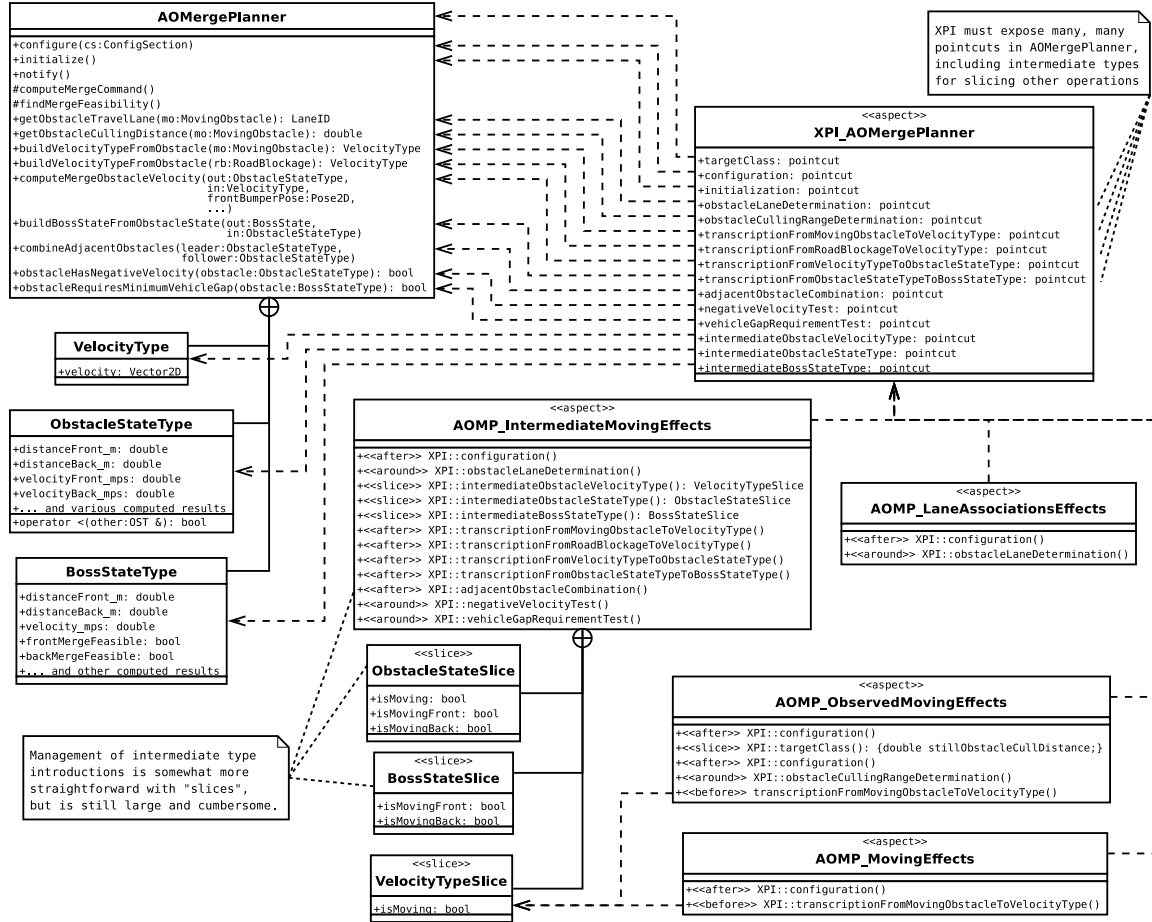 AOMergePlanner
+configure(cs:ConfigSection)
+initialize()
+notify()
#computeMergeCommand()
#findMergeFeasibility()
+getObstacleTravelLane(mo:MovingObstacle): LaneID
+getObstacleCullingDistance(mo:MovingObstacle): double
+buildVelocityTypeFromObstacle(mo:MovingObstacle): VelocityType
+buildVelocityTypeFromObstacle(rb:RoadBlockage): VelocityType
+computeMergeObstacleVelocity(out:ObstacleStateType,
in:VelocityType,
frontBumperPose:Pose2D,
...)
+buildBossStateFromObstacleState(out:BossState,
in:ObstacleStateType)
+combineAdjacentObstacles(leader:ObstacleStateType,
follower:ObstacleStateType)
+obstacleHasNegativeVelocity(obstacle:ObstacleStateType): bool
+obstacleRequiresMinimumVehicleGap(obstacle:BossStateType): bool
XPI must expose many, many
pointcuts in AOMergePlanner,
including intermediate types
for slicing other operations
<<aspect>>
XPI_AOMergePlanner
+targetClass: pointcut
+configuration: pointcut
+initialization: pointcut
+obstacleLaneDetermination: pointcut
+obstacleCullingRangeDetermination: pointcut
+transcriptionFromMovingObstacleToVelocityType: pointcut
+transcriptionFromRoadBlockageToVelocityType: pointcut
+transcriptionFromVelocityTypeToObstacleStateType: pointcut
+transcriptionFromObstacleStateTypeToBossStateType: pointcut
+adjacentObstacleCombination: pointcut
+negativeVelocityTest: pointcut
+vehicleGapRequirementTest: pointcut
+intermediateObstacleVelocityType: pointcut
+intermediateObstacleStateType: pointcut
+intermediateBossStateType: pointcut
VelocityType
+velocity: Vector2D
ObstacleStateType
+distanceFront_m: double
+distanceBack_m: double
+velocityFront_mps: double
+velocityBack_mps: double
+... and various computed results
+operator <(other:OST &): bool
BossStateType
+distanceFront_m: double
+distanceBack_m: double
+velocity_mps: double
+frontMergeFeasible: bool
+backMergeFeasible: bool
+... and other computed results
<<aspect>>
AOMP_IntermediateMovingEffects
+<<after>> XPI::configuration()
+<<around>> XPI::obstacleLaneDetermination()
+<<slice>> XPI::intermediateObstacleVelocityType(): VelocityTypeSlice
+<<slice>> XPI::intermediateObstacleStateType(): ObstacleStateSlice
+<<slice>> XPI::intermediateBossStateType(): BossStateSlice
+<<after>> XPI::transcriptionFromMovingObstacleToVelocityType()
+<<after>> XPI::transcriptionFromRoadBlockageToVelocityType()
+<<after>> XPI::transcriptionFromVelocityTypeToObstacleStateType()
+<<after>> XPI::transcriptionFromObstacleStateTypeToBossStateType()
+<<after>> XPI::adjacentObstacleCombination()
+<<around>> XPI::negativeVelocityTest()
+<<around>> XPI::vehicleGapRequirementTest()
<<aspect>>
AOMP_LaneAssociationsEffects
+<<after>> XPI::configuration()
+<<around>> XPI::obstacleLaneDetermination()
<<slice>>
ObstacleStateSlice
+isMoving: bool
+isMovingFront: bool
+isMovingBack: bool
<<slice>>
BossStateSlice
+isMovingFront: bool
+isMovingBack: bool
<<slice>>
VelocityTypeSlice
+isMoving: bool
Management of intermediate type
introductions is somewhat more
straightforward with "slices",
but is still large and cumbersome.
<<aspect>>
AOMP_ObservedMovingEffects
+<<after>> XPI::configuration()
+<<slice>> XPI::targetClass(): {double stillObstacleCullDistance;}
+<<after>> XPI::configuration()
+<<around>> XPI::obstacleCullingRangeDetermination()
+<<before>> transcriptionFromMovingObstacleToVelocityType()
<<aspect>>
AOMP_MovingEffects
+<<after>> XPI::configuration()
+<<before>> XPI::transcriptionFromMovingObstacleToVelocityType()